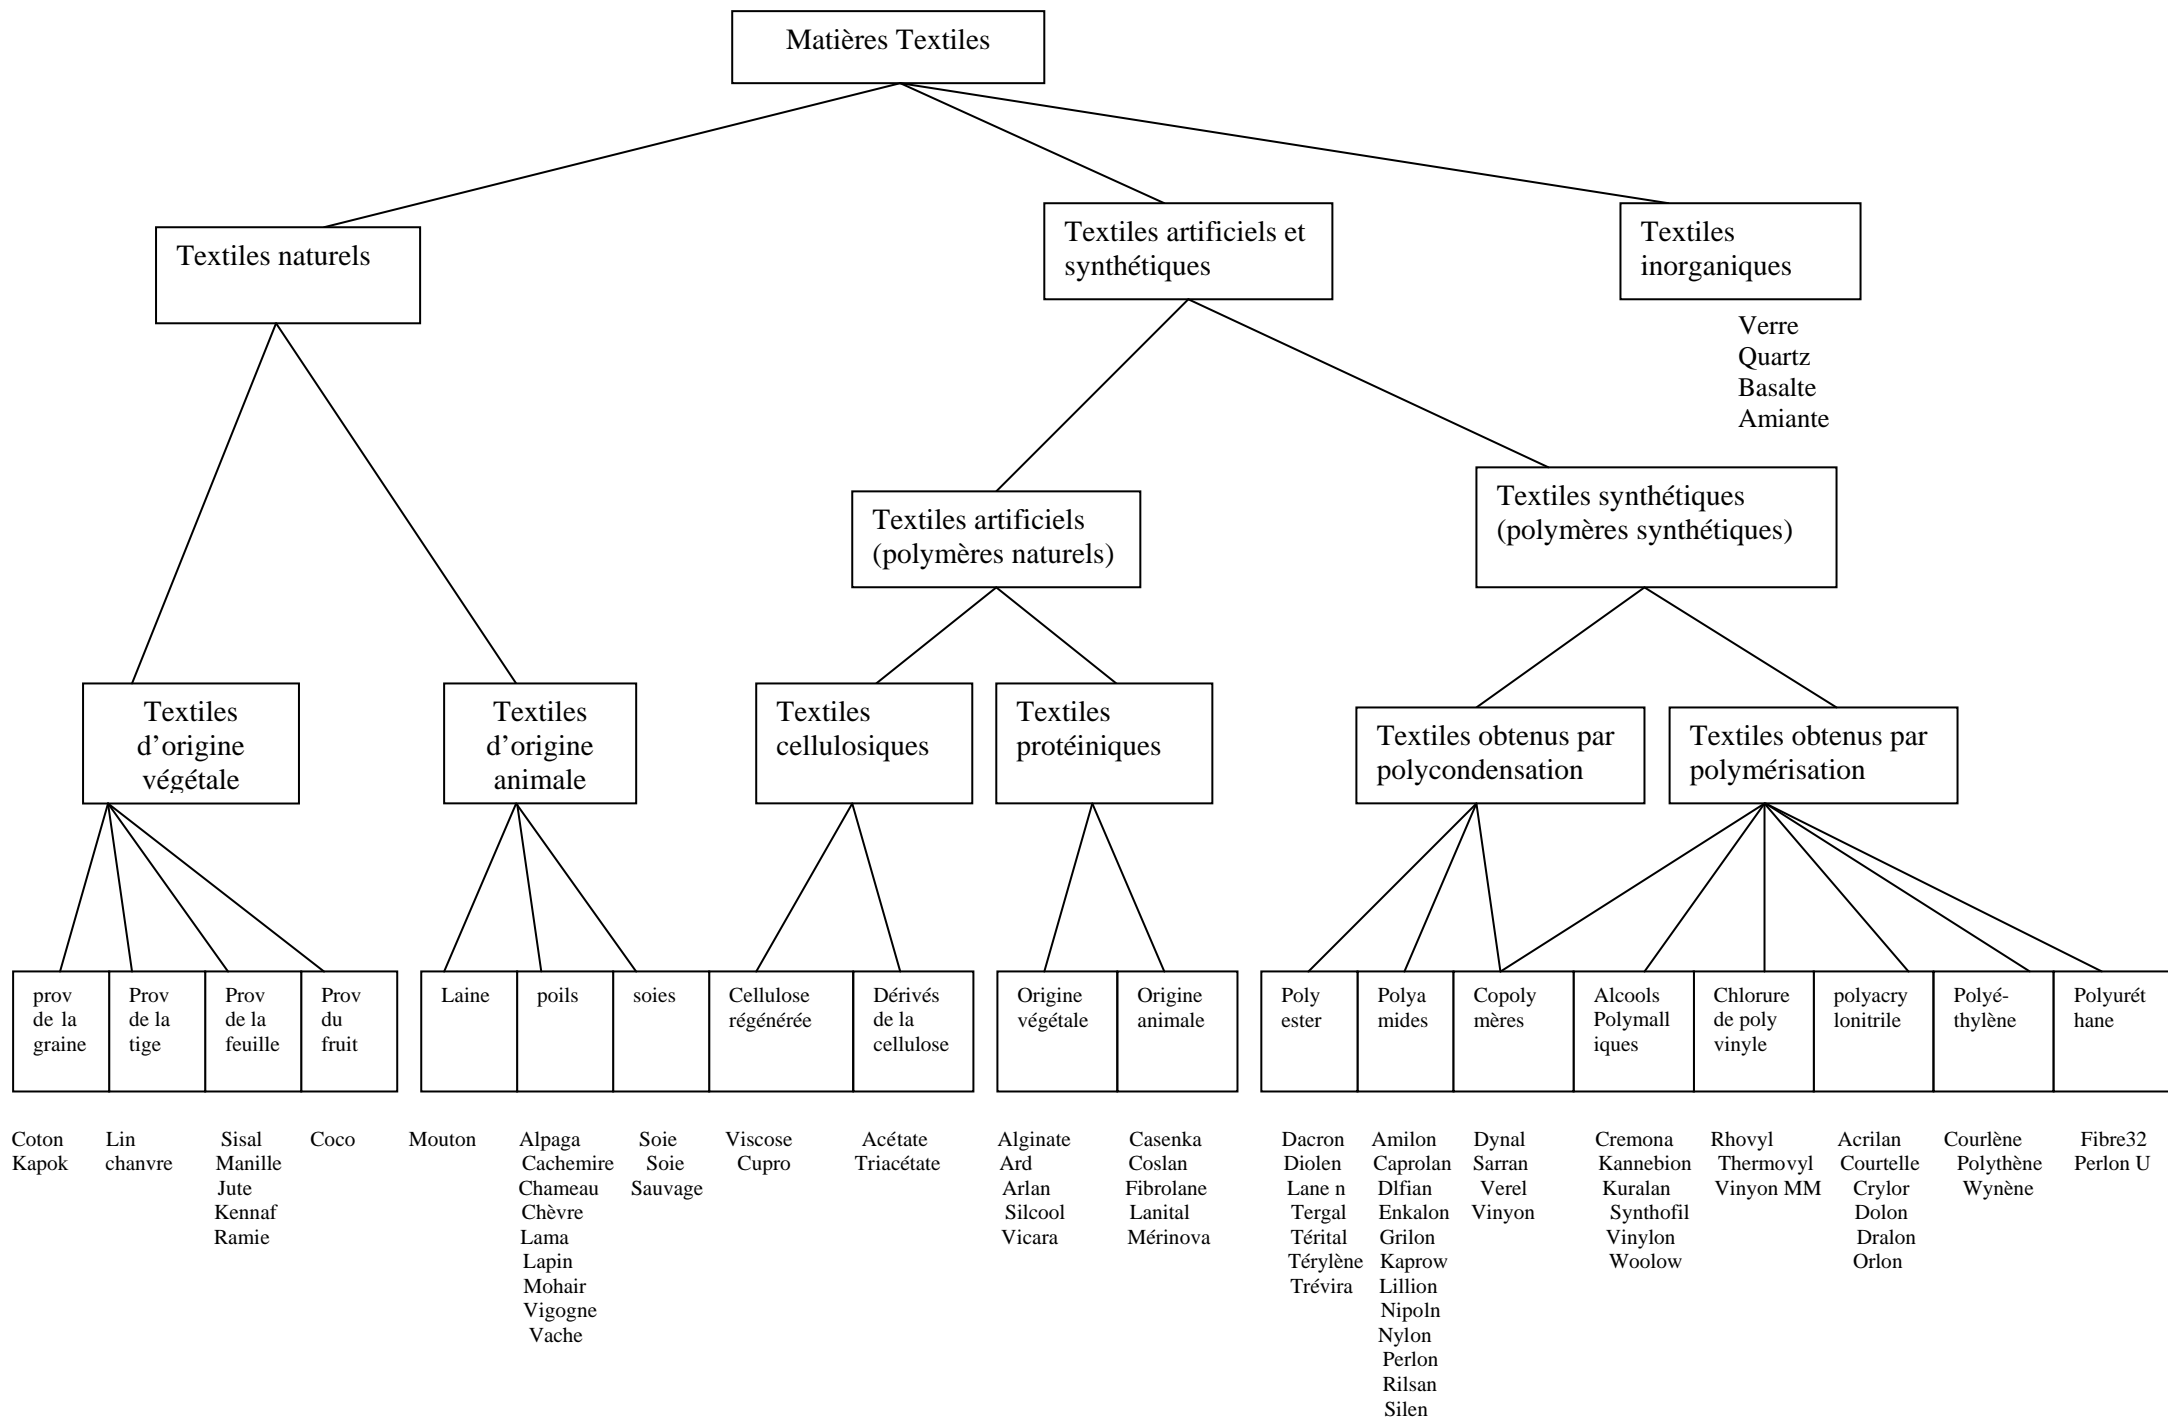 Matières Textiles
Textiles naturels
Textiles artificiels et
synthétiques
Textiles
inorganiques
Verre
Quartz
Basalte
Amiante
Textiles artificiels
(polymères naturels)
Textiles synthétiques
(polymères synthétiques)
Textiles
d’origine
végétale
Textiles
d’origine
animale
Textiles
cellulosiques
Textiles
protéiniques
Textiles obtenus par
polycondensation
Textiles obtenus par
polymérisation
prov
de la
graine
Prov
de la
tige
Prov
de la
feuille
Prov
du
fruit
Laine
poils
soies
Cellulose
régénérée
Dérivés
de la
cellulose
Origine
végétale
Origine
animale
Poly
ester
Polya
mides
Copoly
mères
Alcools
Polymall
iques
Chlorure
de poly
vinyle
polyacry
lonitrile
Polyé-
thylène
Polyurét
hane
Coton Lin Sisal Coco Mouton Alpaga Soie Viscose Acétate Alginate Casenka Dacron Amilon Dynal Cremona Rhovyl Acrilan Courlène Fibre32
Kapok chanvre Manille Cachemire Soie Cupro Triacétate Ard Coslan Diolen Caprolan Sarran Kannebion Thermovyl Courtelle Polythène Perlon U
Jute Chameau Sauvage Arlan Fibrolane Lane n Dlfian Verel Kuralan Vinyon MM Crylor Wynène
Kennaf Chèvre Silcool Lanital Tergal Enkalon Vinyon Synthofil Dolon
Ramie Lama Vicara Mérinova Térital Grilon Vinylon Dralon
Lapin Térylène Kaprow Woolow Orlon
Mohair Trévira Lillion
Vigogne Nipoln
Vache Nylon
Perlon
Rilsan
Silen